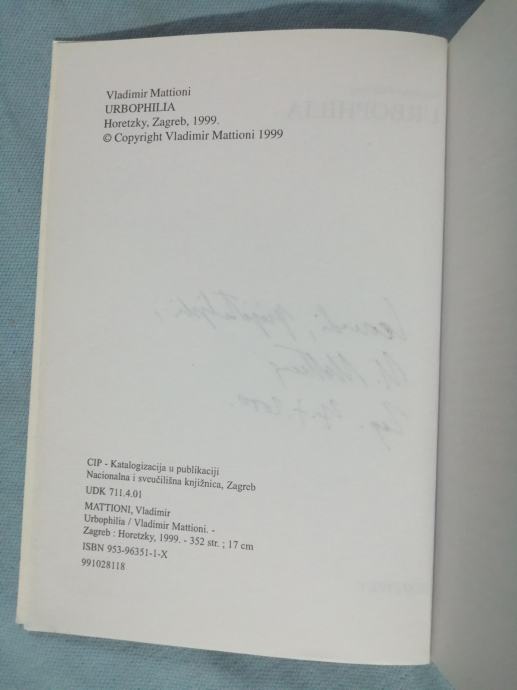 Vladimir Mattioni
URBOPHILIA
Horetzky, Zagreb, 1999.
© Copyright Vladimir Mattioni 1999
URBOPHILIA
CIP - Katalogizacija u publikaciji
Nacionalna i sveučilišna knjižnica, Zagreb
UDK 711.4.01
MATTIONI, Vladimir
Urbophilia / Vladimir Mattioni. -
Zagreb : Horetzky, 1999. - 352 str. ; 17 cm
ISBN 953-96351-1-X
991028118